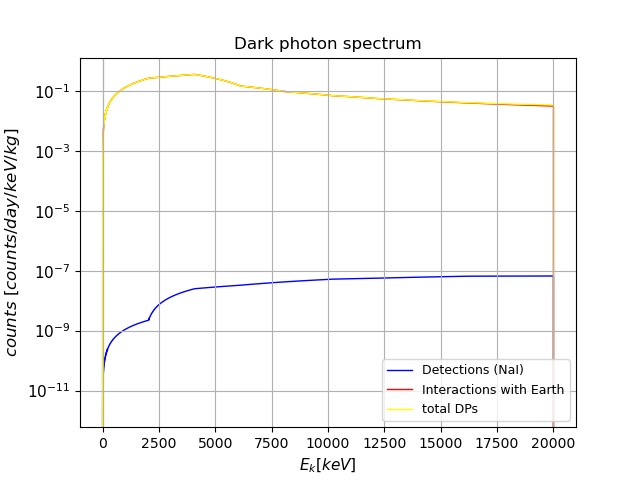 Dark photon spectrum
counts [counts/day/keV/kg]
10⁻¹
10⁻³
10⁻⁵
10⁻⁷
10⁻⁹
10⁻¹¹
Detections (NaI)
Interactions with Earth
total DPs
0 2500 5000 7500 10000 12500 15000 17500 20000
Eₖ[keV]